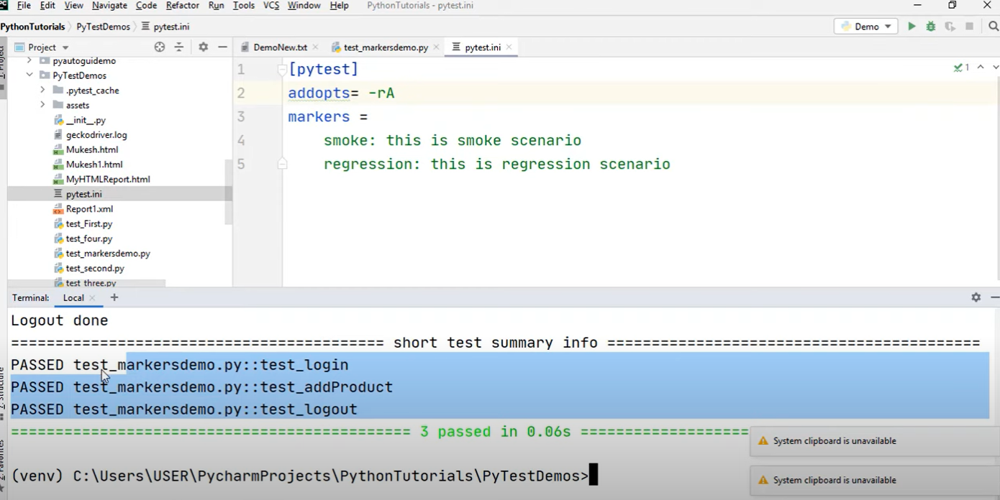 File Edit View Navigate Code Refactor Run Tools VCS Window Help PythonTutorials - pytest.ini
PythonTutorials PyTestDemos pytest.ini Demo
Project DemoNew.txt test_markersdemo.py pytest.ini
pyautoguidemo
PyTestDemos
.pytest_cache
assets
__init__.py
geckodriver.log
Mukesh.html
Mukesh1.html
MyHTMLReport.html
pytest.ini
Report1.xml
test_First.py
test_four.py
test_markersdemo.py
test_second.py
test_three.py
1 [pytest]
2 addopts= -rA
3 markers =
4 smoke: this is smoke scenario
5 regression: this is regression scenario
1
Project
Structure
Favorites
Terminal: Local +
Logout done
========================================== short test summary info ==========================================
PASSED test_markersdemo.py::test_login
PASSED test_markersdemo.py::test_addProduct
PASSED test_markersdemo.py::test_logout
============================================= 3 passed in 0.06s ===================
System clipboard is unavailable
(venv) C:\Users\USER\PycharmProjects\PythonTutorials\PyTestDemos>
System clipboard is unavailable